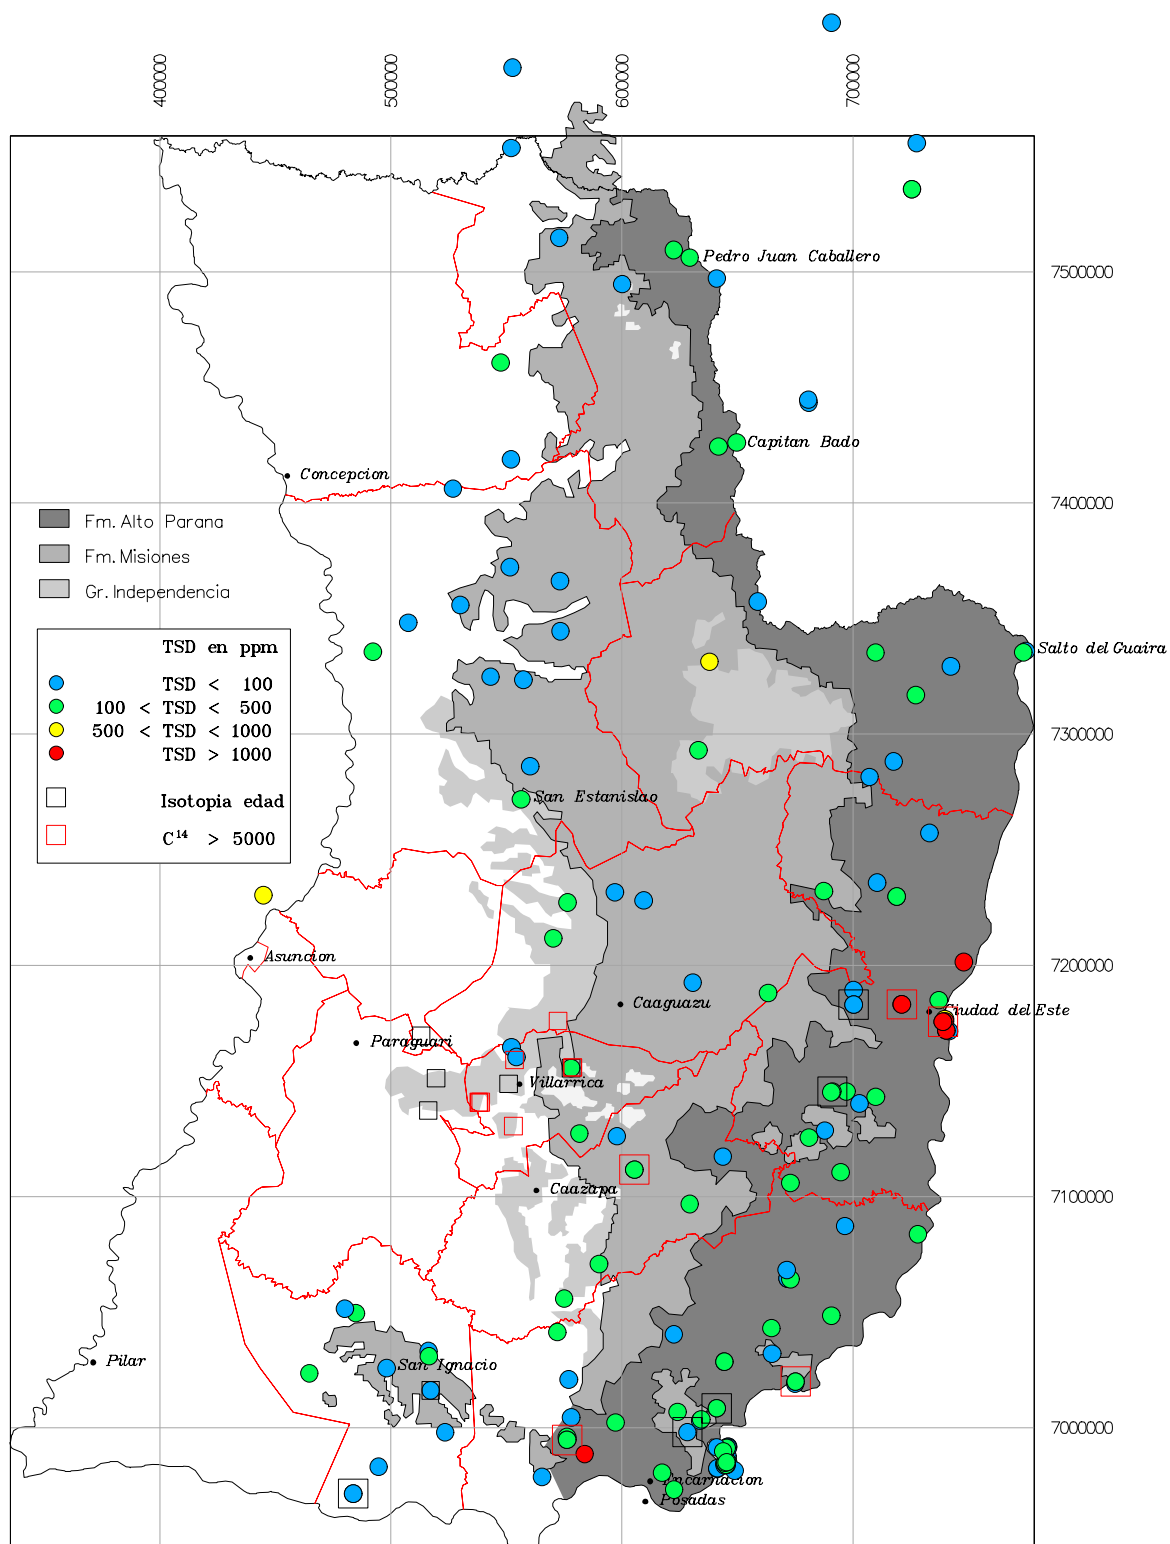 400000
500000
600000
700000
Pedro Juan Caballero
7500000
Capitan Bado
Concepcion
7400000
Fm. Alto Parana
Fm. Misiones
Gr. Independencia
TSD en ppm
TSD < 100
100 < TSD < 500
500 < TSD < 1000
TSD > 1000
Isotopia edad
C14 > 5000
Salto del Guaira
7300000
San Estanislao
Asuncion
7200000
Caaguazu
Ciudad del Este
Paraguari
Villarrica
Caazapa
7100000
Pilar
San Ignacio
7000000
Encarnacion
Posadas